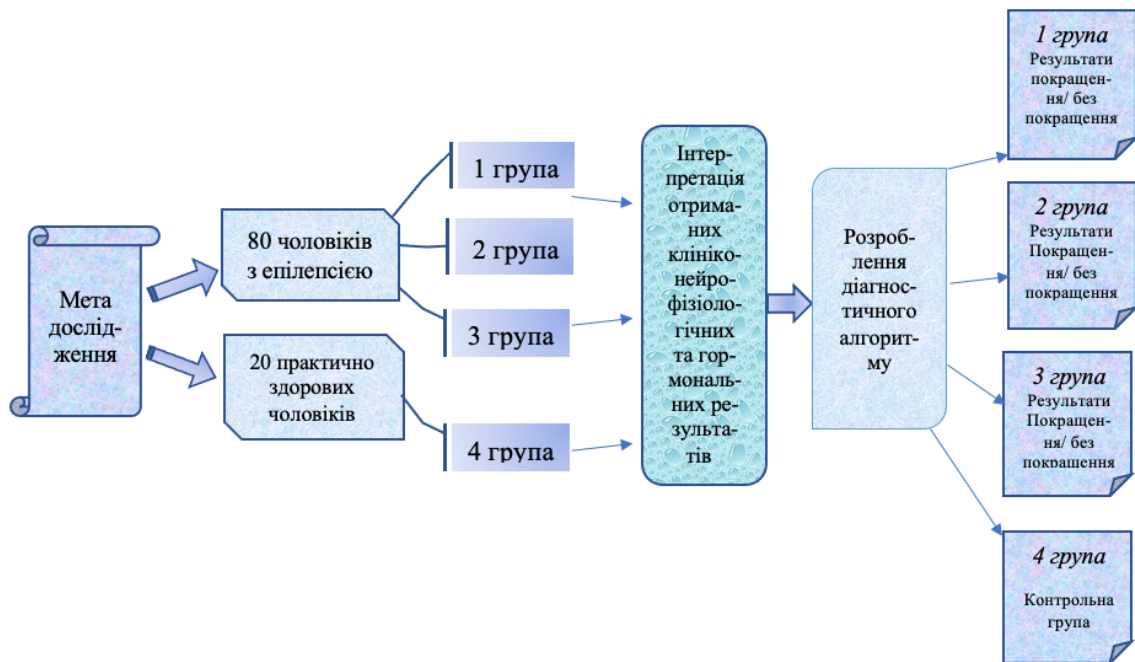 Мета
дослід-
ження
80 чоловіків
з епілепсією
20 практично
здорових
чоловіків
1 група
2 група
3 група
4 група
Інтер-
претація
отрима-
них
клініко-
нейрофі-
зіоло-
гічних
та гор-
мональ-
них ре-
зульта-
тів
Розроб-
лення
діагнос-
тичного
алгорит-
му
1 група
Результати
покращен-
ня/ без
покращення
2 група
Результати
Покращен-
ня/ без
покращення
3 група
Результати
Покращен-
ня/ без
покращення
4 група
Контрольна
група